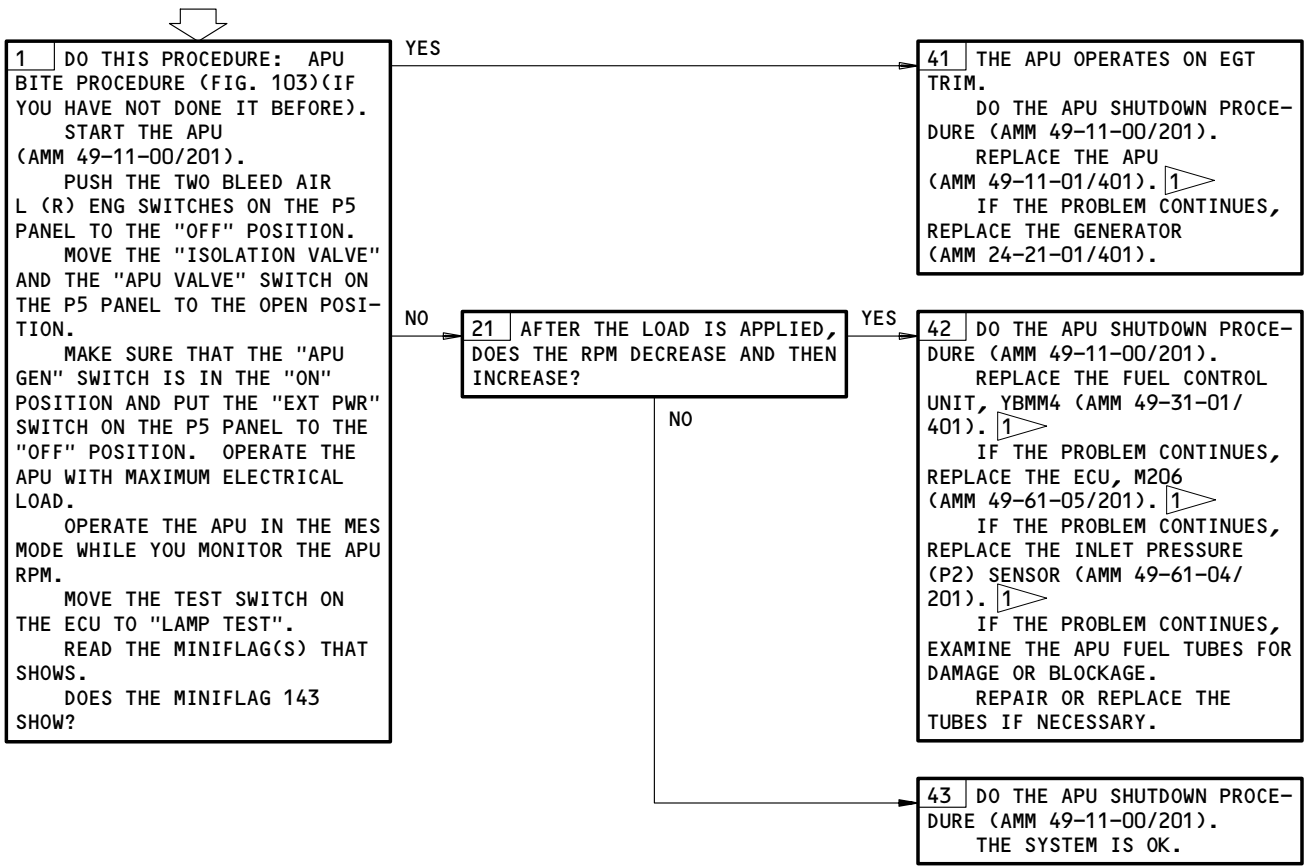 1 DO THIS PROCEDURE: APU
BITE PROCEDURE (FIG. 103)(IF
YOU HAVE NOT DONE IT BEFORE).
START THE APU
(AMM 49-11-00/201).
PUSH THE TWO BLEED AIR
L (R) ENG SWITCHES ON THE P5
PANEL TO THE "OFF" POSITION.
MOVE THE "ISOLATION VALVE"
AND THE "APU VALVE" SWITCH ON
THE P5 PANEL TO THE OPEN POSI-
TION.
MAKE SURE THAT THE "APU
GEN" SWITCH IS IN THE "ON"
POSITION AND PUT THE "EXT PWR"
SWITCH ON THE P5 PANEL TO THE
"OFF" POSITION. OPERATE THE
APU WITH MAXIMUM ELECTRICAL
LOAD.
OPERATE THE APU IN THE MES
MODE WHILE YOU MONITOR THE APU
RPM.
MOVE THE TEST SWITCH ON
THE ECU TO "LAMP TEST".
READ THE MINIFLAG(S) THAT
SHOWS.
DOES THE MINIFLAG 143
SHOW?
YES
41 THE APU OPERATES ON EGT
TRIM.
DO THE APU SHUTDOWN PROCE-
DURE (AMM 49-11-00/201).
REPLACE THE APU
(AMM 49-11-01/401). 1
IF THE PROBLEM CONTINUES,
REPLACE THE GENERATOR
(AMM 24-21-01/401).
NO
21 AFTER THE LOAD IS APPLIED,
DOES THE RPM DECREASE AND THEN
INCREASE?
YES
42 DO THE APU SHUTDOWN PROCE-
DURE (AMM 49-11-00/201).
REPLACE THE FUEL CONTROL
UNIT, YBMM4 (AMM 49-31-01/
401). 1
IF THE PROBLEM CONTINUES,
REPLACE THE ECU, M206
(AMM 49-61-05/201). 1
IF THE PROBLEM CONTINUES,
REPLACE THE INLET PRESSURE
(P2) SENSOR (AMM 49-61-04/
201). 1
IF THE PROBLEM CONTINUES,
EXAMINE THE APU FUEL TUBES FOR
DAMAGE OR BLOCKAGE.
REPAIR OR REPLACE THE
TUBES IF NECESSARY.
NO
43 DO THE APU SHUTDOWN PROCE-
DURE (AMM 49-11-00/201).
THE SYSTEM IS OK.